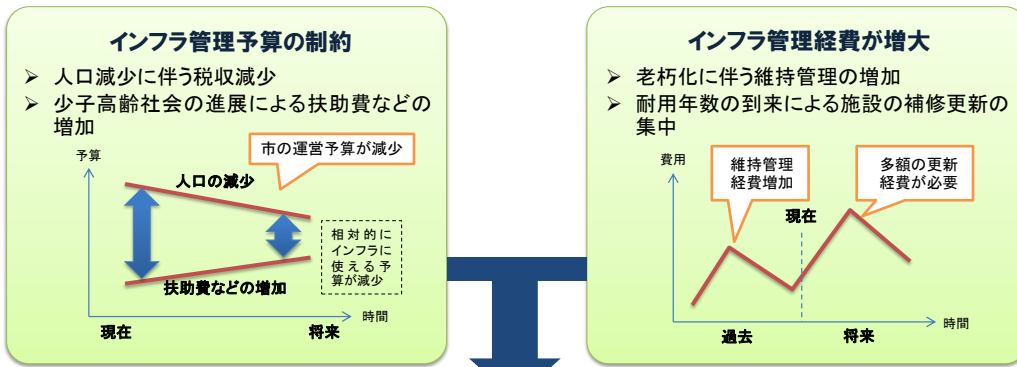 インフラ管理予算の制約
➢ 人口減少に伴う税収減少
➢ 少子高齢社会の進展による扶助費などの
増加
予算
市の運営予算が減少
人口の減少
相対的に
インフラに
使える予
算が減少
扶助費などの増加
時間
現在
将来
インフラ管理経費が増大
➢ 老朽化に伴う維持管理の増加
➢ 耐用年数の到来による施設の補修更新の
集中
費用
維持管理
経費増加
多額の更新
経費が必要
現在
時間
過去
将来